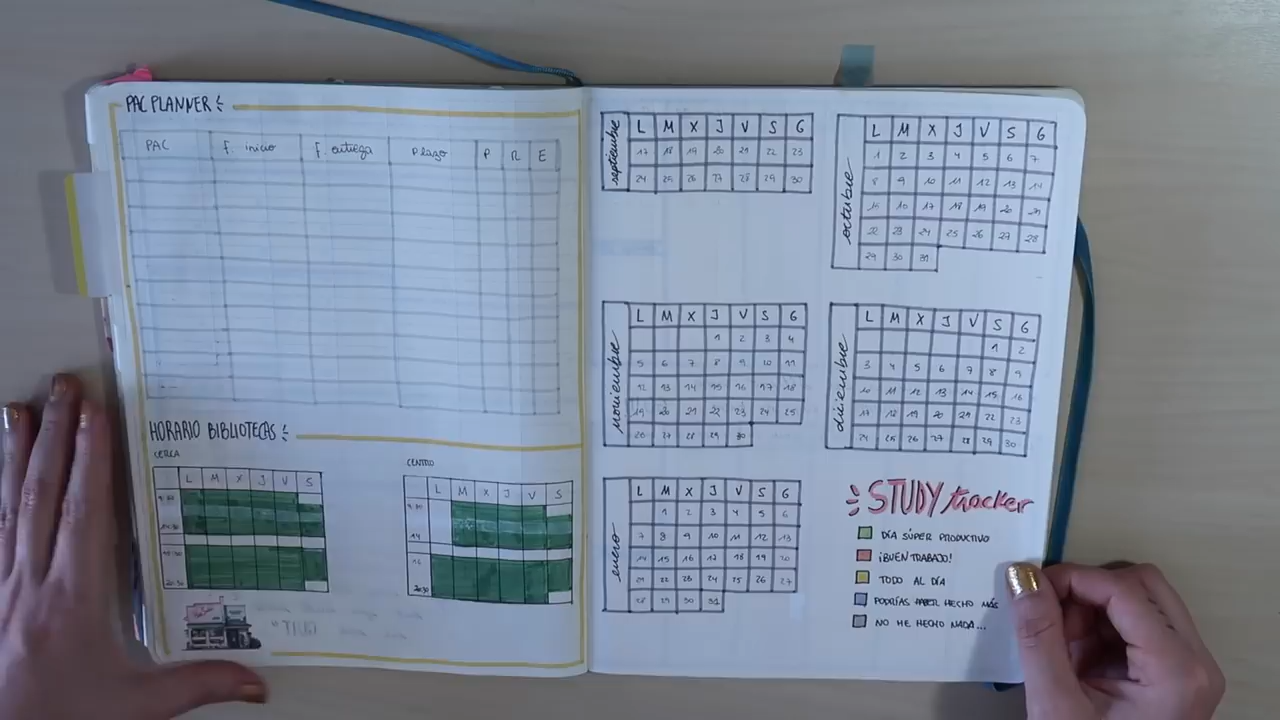 PAC PLANNER
PAC f. inicio f. entrega plazo P R E
HORARIO BIBLIOTECAS
CERCA
L M X J V S
CENTRO
L M X J V S
14
16
20:30
septiembre
L M X J V S G
17 18 19 20 21 22 23
24 25 26 27 28 29 30
octubre
L M X J V S G
1 2 3 4 5 6 7
8 9 10 11 12 13 14
15 10 17 18 19 20 21
22 23 24 25 26 27 28
29 30 31
noviembre
L M X J V S G
1 2 3 4
5 6 7 8 9 10 11
12 13 14 15 16 17 18
19 20 21 22 23 24 25
26 27 28 29 30
diciembre
L M X J V S G
1 2
3 4 5 6 7 8 9
10 11 12 13 14 15 16
17 18 19 20 21 22 23
24 25 26 27 28 29 30
enero
L M X J V S G
1 2 3 4 5 6
7 8 9 10 11 12 13
14 15 16 17 18 19 20
21 22 23 24 25 26 27
28 29 30 31
STUDY tracker
DÍA SÚPER PRODUCTIVO
¡BUEN TRABAJO!
TODO AL DÍA
PODRÍAS HABER HECHO MÁS
NO HE HECHO NADA...